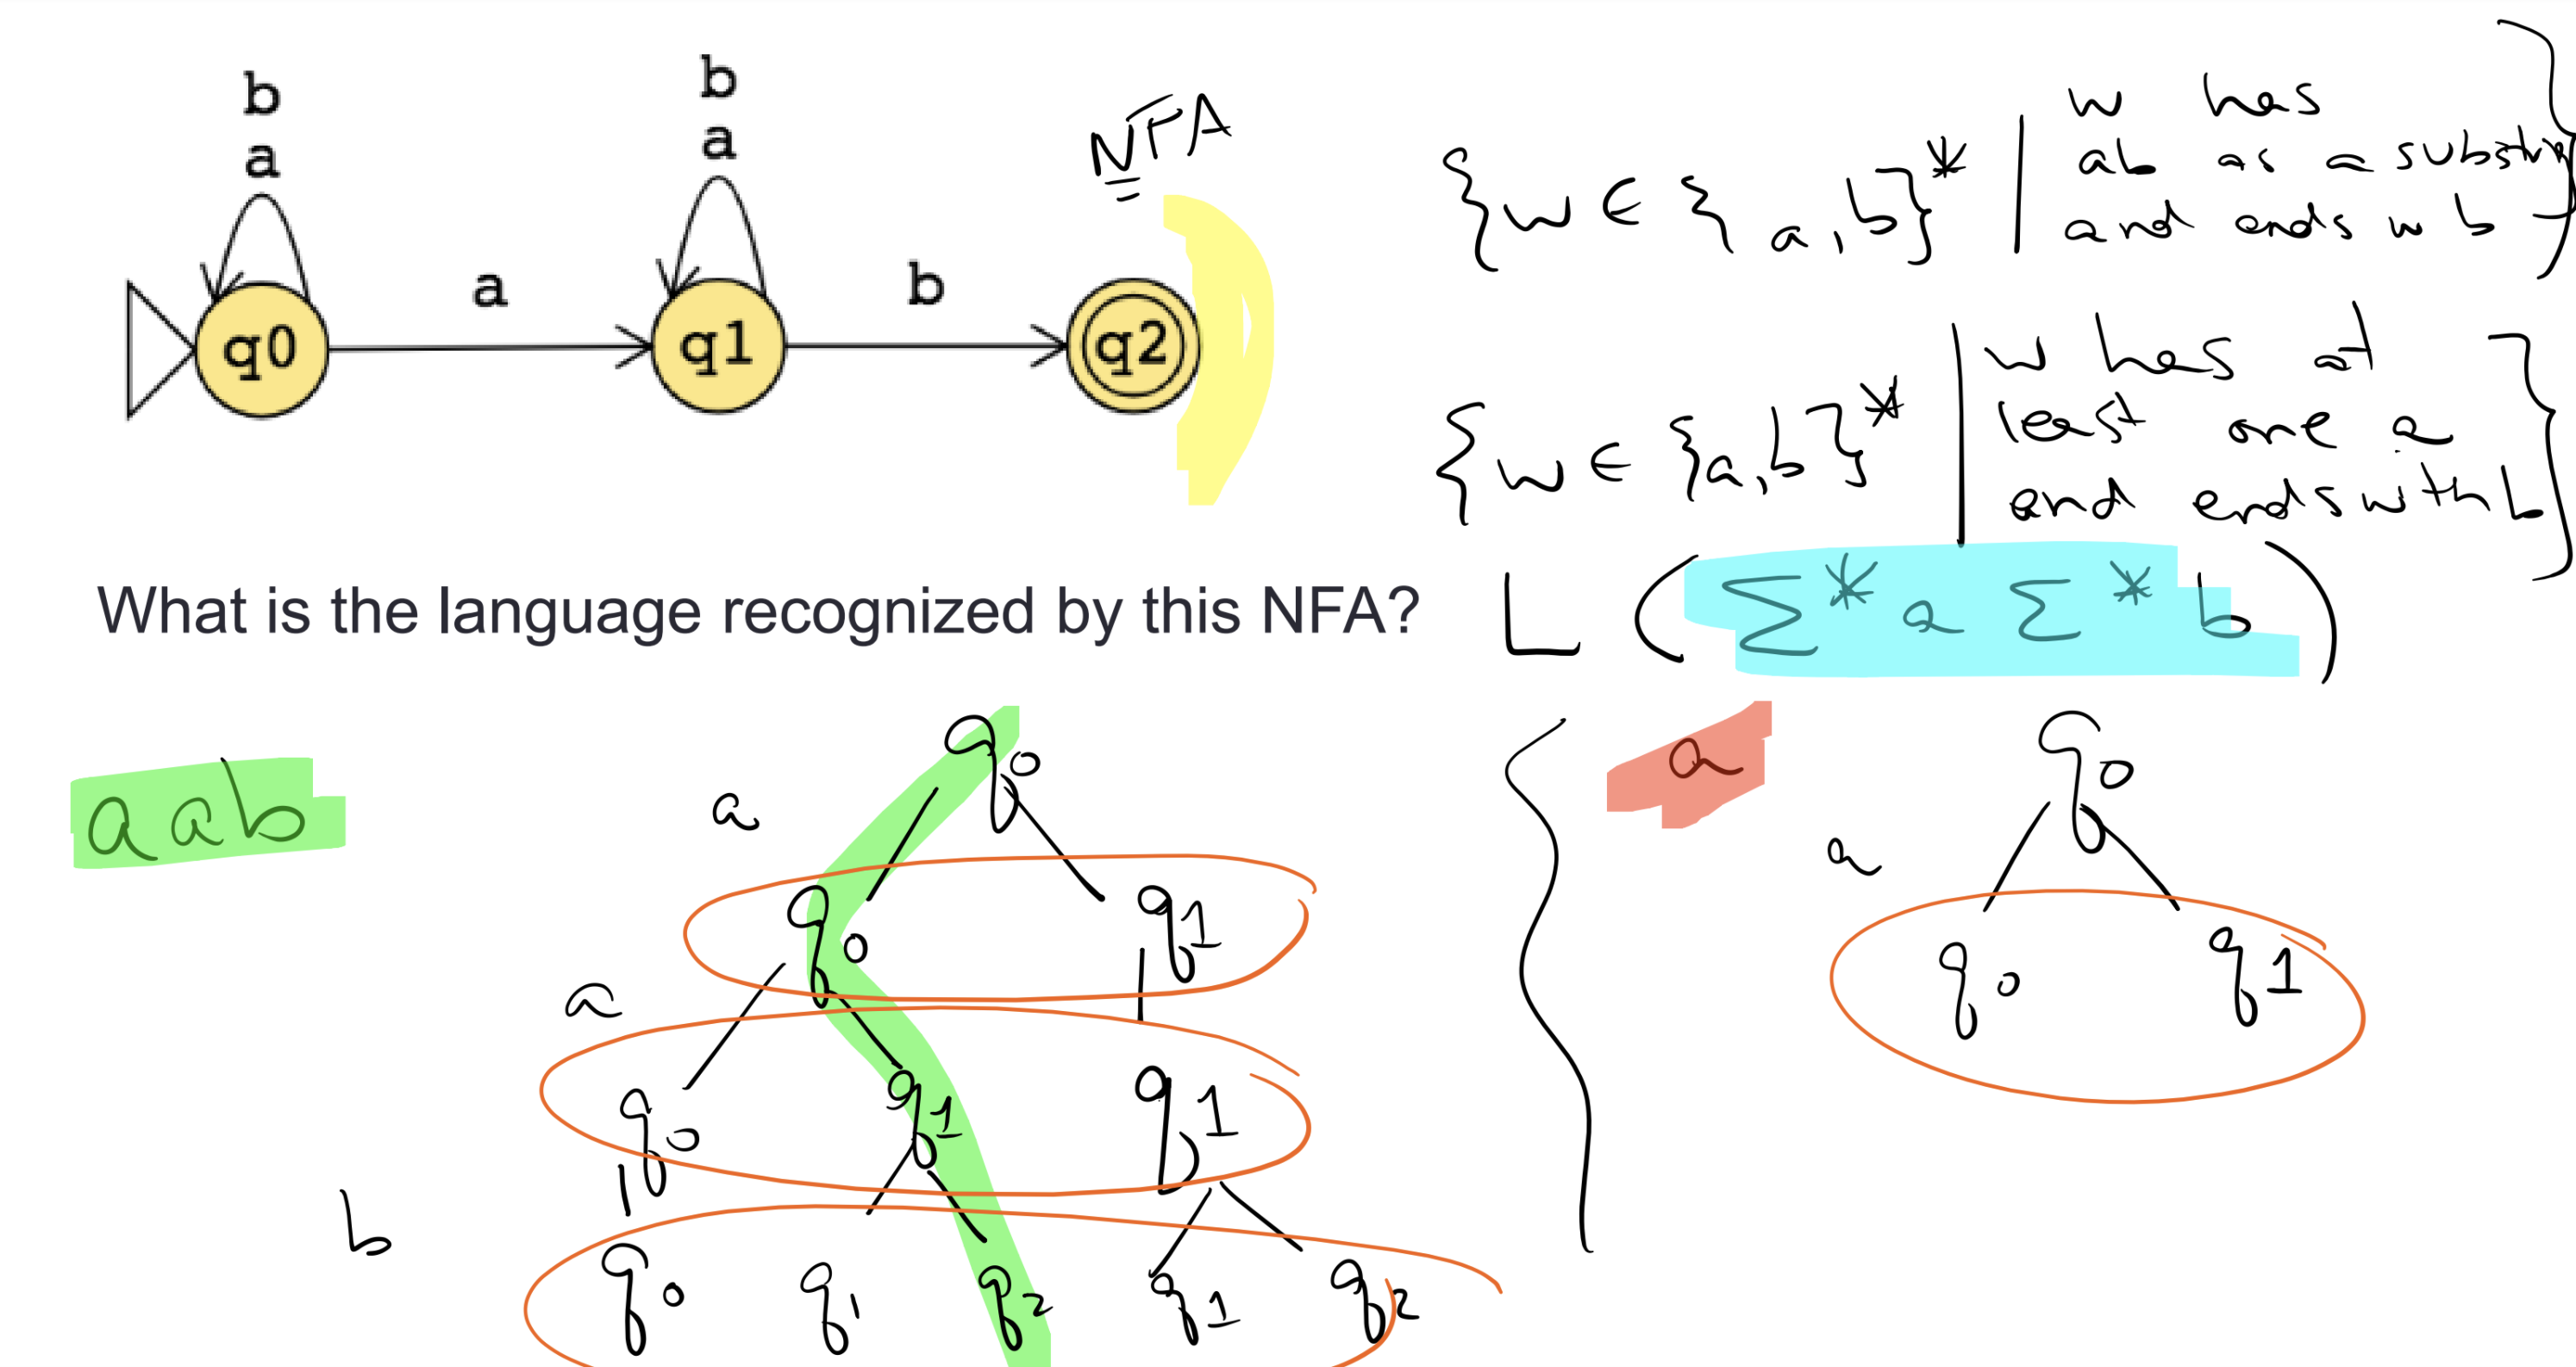 b
a
b
a
NFA
q0
a
q1
b
q2
{w ∈ {a,b}* | w has
ab as a substring
and ends w b }
{w ∈ {a,b}* | w has at
least one a
and ends with b }
What is the language recognized by this NFA?
L ( Σ* a Σ* b )
aab
q0
a
q0 q1
a
q0 q1 q1
b
q0 q1 q2 q1 q2
a
q0
a
q0 q1